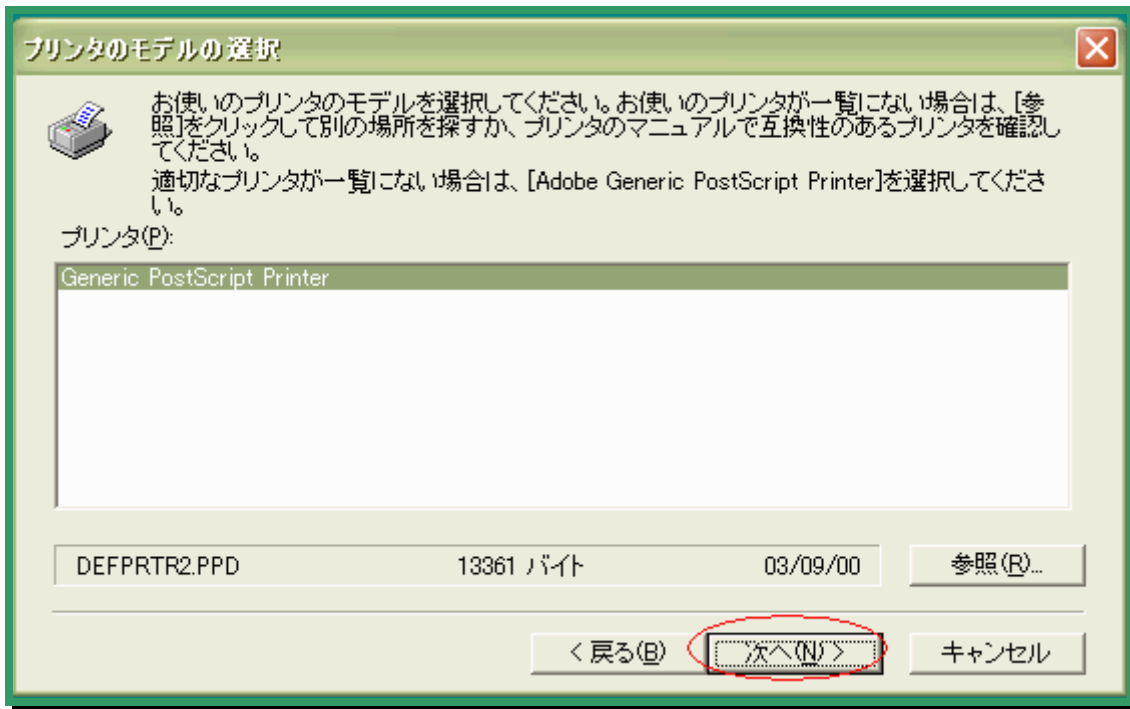 プリンタのモデルの選択
お使いのプリンタのモデルを選択してください。お使いのプリンタが一覧にない場合は、[参
照]をクリックして別の場所を探すか、プリンタのマニュアルで互換性のあるプリンタを確認し
てください。
適切なプリンタが一覧にない場合は、[Adobe Generic PostScript Printer]を選択してくださ
い。
プリンタ(P):
Generic PostScript Printer
DEFPRTR2.PPD 13361 バイト 03/09/00 参照(R)...
< 戻る(B) 次へ(N) > キャンセル